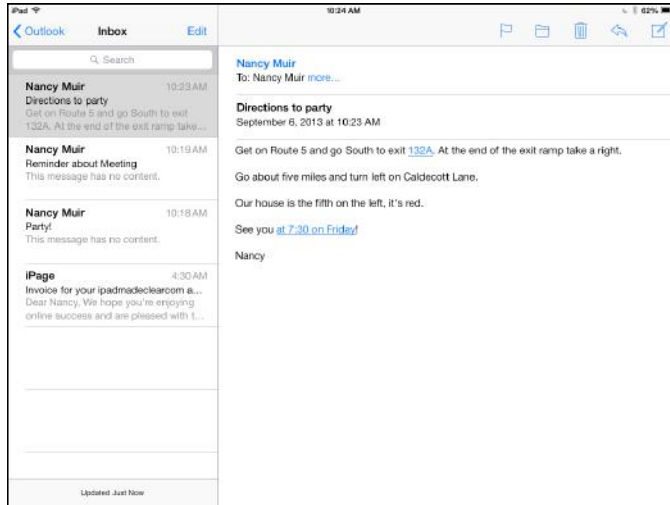 iPad
10:24 AM
62%
Outlook
Inbox
Edit
Search
Nancy Muir 10:23 AM
Directions to party
Get on Route 5 and go South to exit
132A. At the end of the exit ramp take...
Nancy Muir 10:19 AM
Reminder about Meeting
This message has no content.
Nancy Muir 10:18 AM
Party!
This message has no content.
iPage 4:30 AM
Invoice for your ipadmadeclearcom a...
Dear Nancy, We hope you're enjoying
online success and are pleased with t...
Updated Just Now
Nancy Muir
To: Nancy Muir more...
Directions to party
September 6, 2013 at 10:23 AM
Get on Route 5 and go South to exit 132A. At the end of the exit ramp take a right.
Go about five miles and turn left on Caldecott Lane.
Our house is the fifth on the left, it's red.
See you at 7:30 on Friday!
Nancy